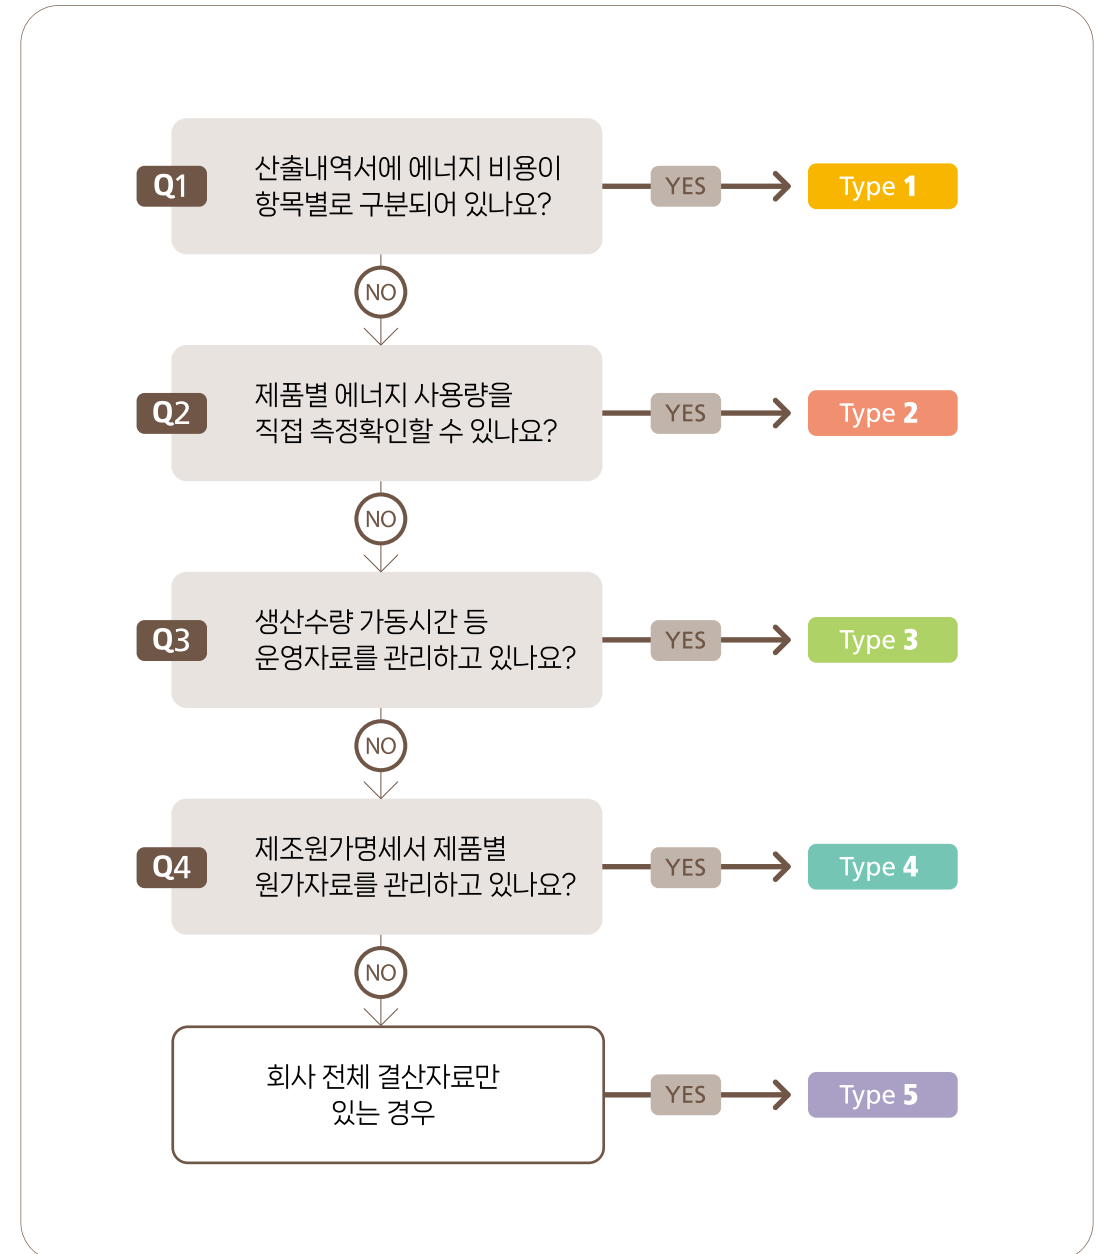 Q1
산출내역서에 에너지 비용이
항목별로 구분되어 있나요?
YES
Type 1
NO
Q2
제품별 에너지 사용량을
직접 측정확인할 수 있나요?
YES
Type 2
NO
Q3
생산수량 가동시간 등
운영자료를 관리하고 있나요?
YES
Type 3
NO
Q4
제조원가명세서 제품별
원가자료를 관리하고 있나요?
YES
Type 4
NO
회사 전체 결산자료만
있는 경우
YES
Type 5